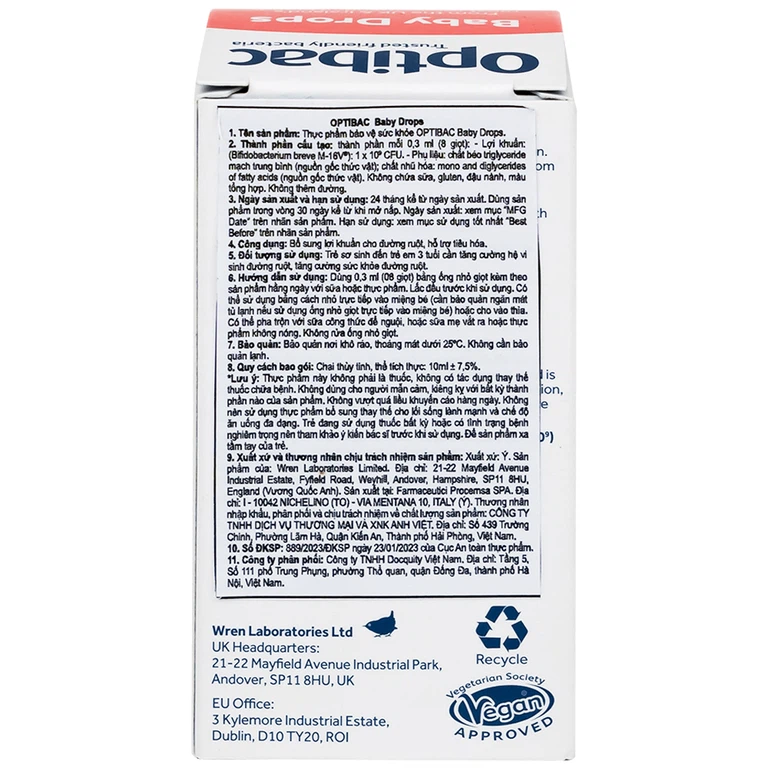 From the UK & Ireland's
Baby Drops
Trusted friendly bacteria
Optibac
OPTIBAC Baby Drops
1. Tên sản phẩm: Thực phẩm bảo vệ sức khỏe OPTIBAC Baby Drops.
2. Thành phần cấu tạo: thành phần mỗi 0,3 ml (8 giọt): - Lợi khuẩn:
(Bifidobacterium breve M-16V®): 1 x 10⁹ CFU. - Phụ liệu: chất béo triglyceride
mạch trung bình (nguồn gốc thức vật); chất nhũ hóa: mono and diglycerides
of fatty acids (nguồn gốc thức vật). Không chứa sữa, gluten, đậu nành, màu
tổng hợp. Không thêm đường.
3. Ngày sản xuất và hạn sử dụng: 24 tháng kể từ ngày sản xuất. Dùng sản
phẩm trong vòng 30 ngày kể từ khi mở nắp. Ngày sản xuất: xem mục "MFG
Date" trên nhãn sản phẩm. Hạn sử dụng: xem mục sử dụng tốt nhất "Best
Before" trên nhãn sản phẩm.
4. Công dụng: Bổ sung lợi khuẩn cho đường ruột, hỗ trợ tiêu hóa.
5. Đối tượng sử dụng: Trẻ sơ sinh đến trẻ em 3 tuổi cần tăng cường hệ vi
sinh đường ruột, tăng cường sức khỏe đường ruột.
6. Hướng dẫn sử dụng: Dùng 0,3 ml (08 giọt) bằng ống nhỏ giọt kèm theo
sản phẩm hằng ngày với sữa hoặc thực phẩm. Lắc đều trước khi sử dụng. Có
thể sử dụng bằng cách nhỏ trực tiếp vào miệng bé (cần bảo quản ngăn mát
tủ lạnh nếu sử dụng ống nhỏ giọt trực tiếp vào miệng bé) hoặc cho vào thìa.
Có thể pha trộn với sữa công thức để nguội, hoặc sữa mẹ vắt ra hoặc thực
phẩm không nóng. Không rửa ống nhỏ giọt.
7. Bảo quản: Bảo quản nơi khô ráo, thoáng mát dưới 25°C. Không cần bảo
quản lạnh.
8. Quy cách bao gói: Chai thủy tinh, thể tích thực: 10ml ± 7,5%.
*Lưu ý: Thực phẩm này không phải là thuốc, không có tác dụng thay thế
thuốc chữa bệnh. Không dùng cho người mẫn cảm, kiêng kỵ với bất kỳ thành
phần nào của sản phẩm. Không vượt quá liều khuyến cáo hàng ngày. Không
nên sử dụng thực phẩm bổ sung thay thế cho lối sống lành mạnh và chế độ
ăn uống đa dạng. Trẻ đang sử dụng thuốc bất kỳ hoặc có tình trạng bệnh
nghiêm trọng nên tham khảo ý kiến bác sĩ trước khi sử dụng. Để sản phẩm xa
tầm tay của trẻ.
9. Xuất xứ và thương nhân chịu trách nhiệm sản phẩm: Xuất xứ: Ý. Sản
phẩm của: Wren Laboratories Limited. Địa chỉ: 21-22 Mayfield Avenue
Industrial Estate, Fyfield Road, Weyhill, Andover, Hampshire, SP11 8HU,
England (Vương Quốc Anh). Sản xuất tại: Farmaceutici Procemsa SPA. Địa
chỉ: I - 10042 NICHELINO (TO) - VIA MENTANA 10, ITALY (Ý). Thương nhân
nhập khẩu, phân phối và chịu trách nhiệm về chất lượng sản phẩm: CÔNG TY
TNHH DỊCH VỤ THƯƠNG MẠI VÀ XNK ANH VIỆT. Địa chỉ: Số 439 Trường
Chinh, Phường Lãm Hà, Quận Kiến An, Thành phố Hải Phòng, Việt Nam.
10. Số ĐKSP: 889/2023/ĐKSP ngày 23/01/2023 của Cục An toàn thực phẩm.
11. Công ty phân phối: Công ty TNHH Docquity Việt Nam. Địa chỉ: Tầng 5,
Số 111 phố Trung Phụng, phường Thổ quan, quận Đống Đa, thành phố Hà
Nội, Việt Nam.
Wren Laboratories Ltd
UK Headquarters:
21-22 Mayfield Avenue Industrial Park,
Andover, SP11 8HU, UK
EU Office:
3 Kylemore Industrial Estate,
Dublin, D10 TY20, ROI
Recycle
Vegetarian Society
Vegan
APPROVED